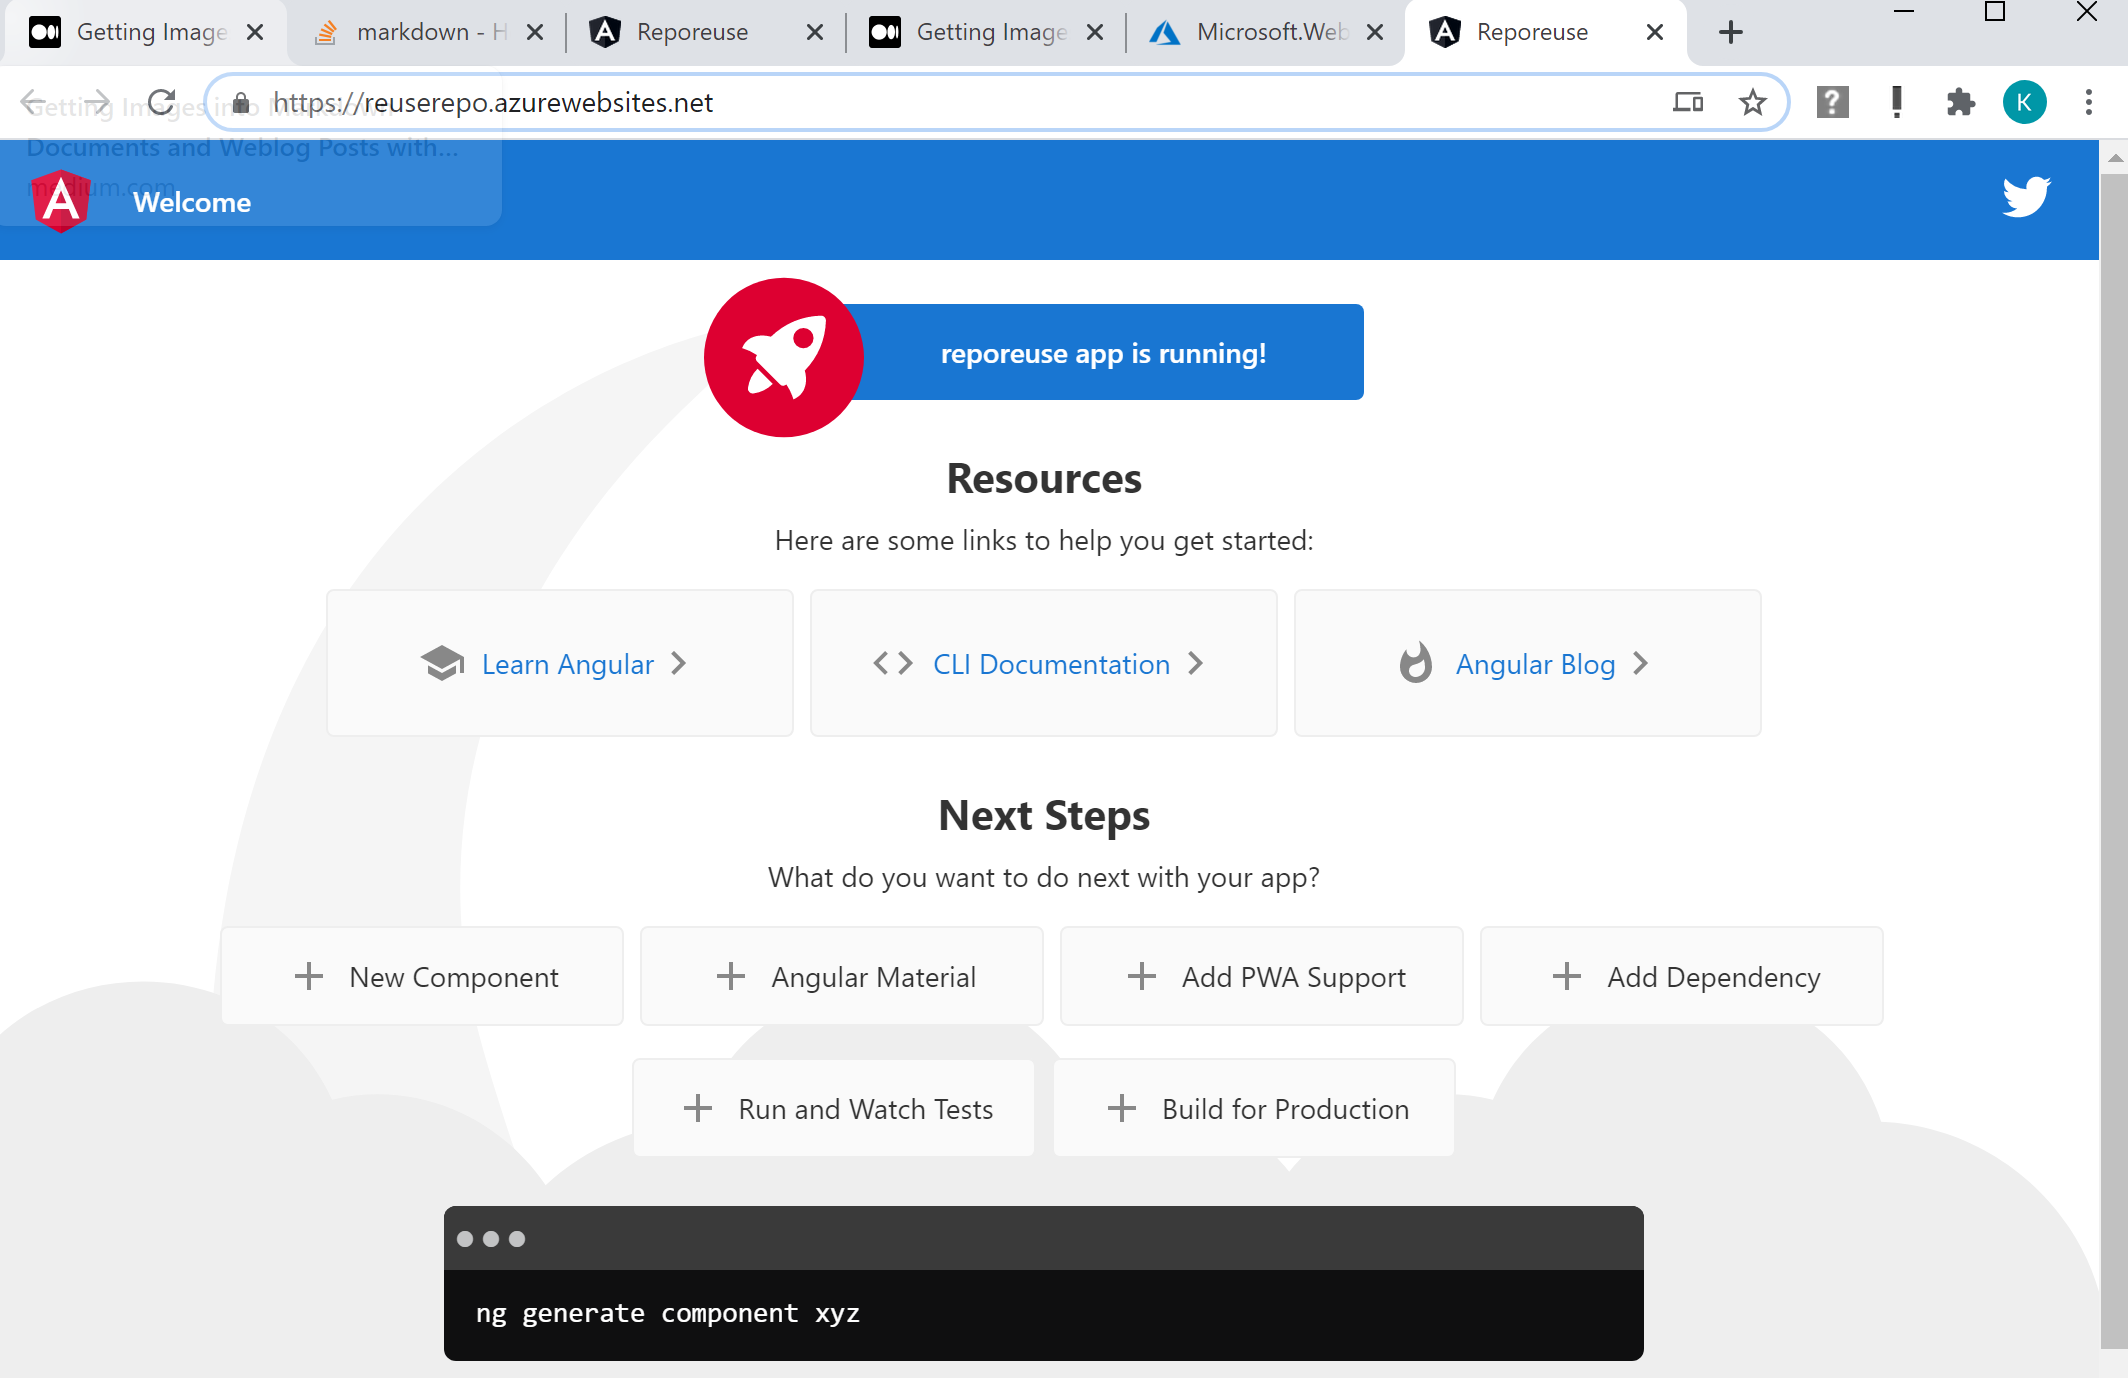 Getting Image
markdown - H
Reporeuse
Getting Image
Microsoft.Web
Reporeuse
https://reuserepo.azurewebsites.net
K
Getting Images into Markdown
Documents and Weblog Posts with...
medium.com
Welcome
reporeuse app is running!
Resources
Here are some links to help you get started:
Learn Angular
CLI Documentation
Angular Blog
Next Steps
What do you want to do next with your app?
New Component
Angular Material
Add PWA Support
Add Dependency
Run and Watch Tests
Build for Production
ng generate component xyz